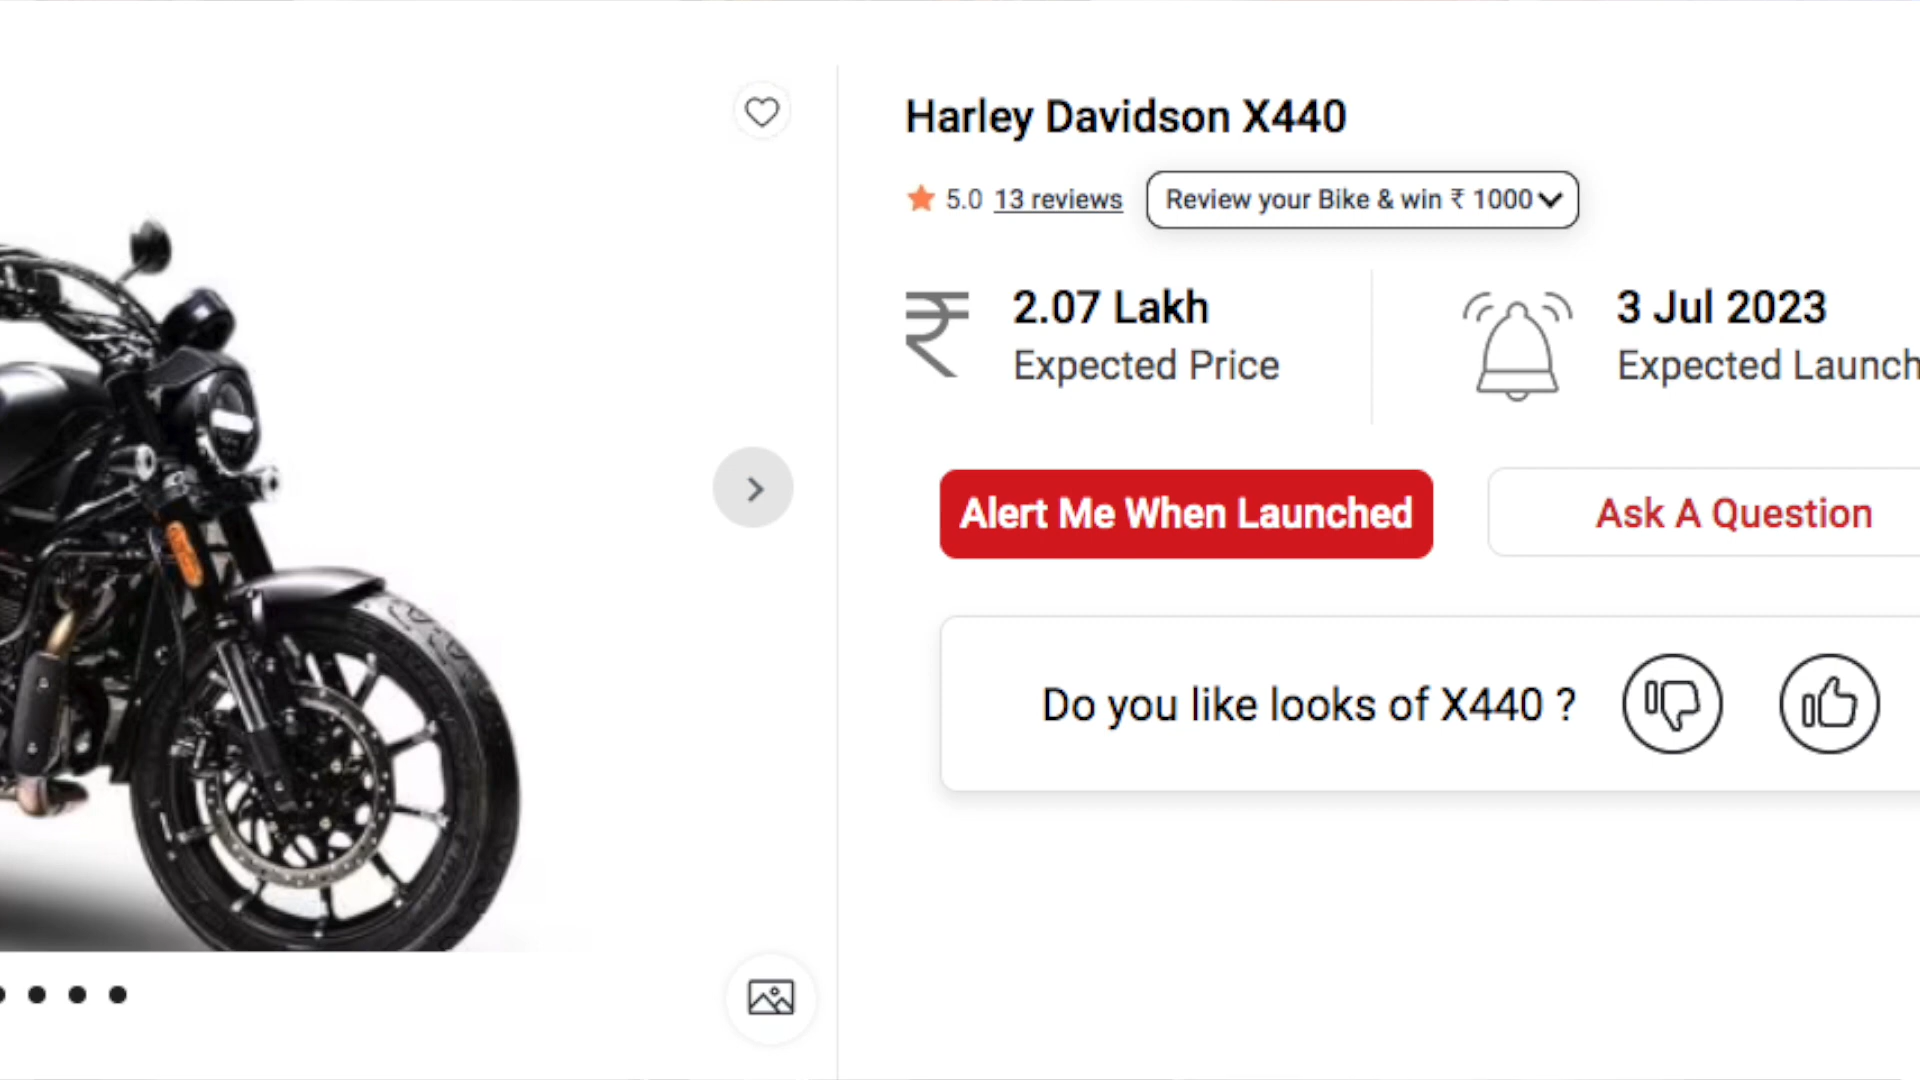 Harley Davidson X440
5.0 13 reviews
Review your Bike & win ₹ 1000
₹
2.07 Lakh
Expected Price
3 Jul 2023
Expected Launch
Alert Me When Launched
Ask A Question
Do you like looks of X440 ?